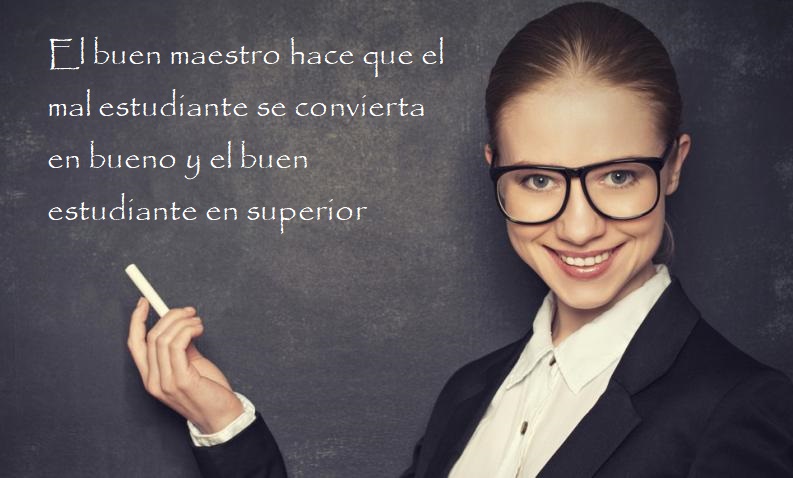 El buen maestro hace que el
mal estudiante se convierta
en bueno y el buen
estudiante en superior